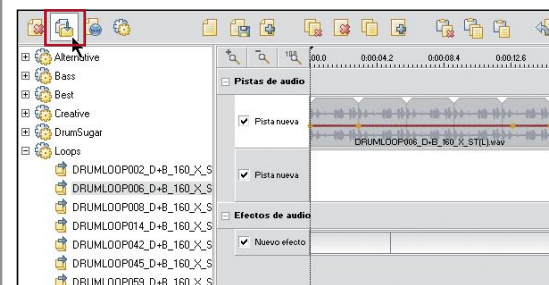 Alternative
Bass
Best
Creative
DrumSugar
Loops
DRUMLOOP002_D+B_160_X_S
DRUMLOOP006_D+B_160_X_S
DRUMLOOP008_D+B_160_X_S
DRUMLOOP014_D+B_160_X_S
DRUMLOOP042_D+B_160_X_S
DRUMLOOP045_D+B_160_X_S
DRUMLOOP059_D+B_160_X_S
00.0 0:00:04.2 0:00:08.4 0:00:12.6
Pistas de audio
Pista nueva
DRUMLOOP006_D+B_160_X_ST(L).wav
Pista nueva
Efectos de audio
Nuevo efecto